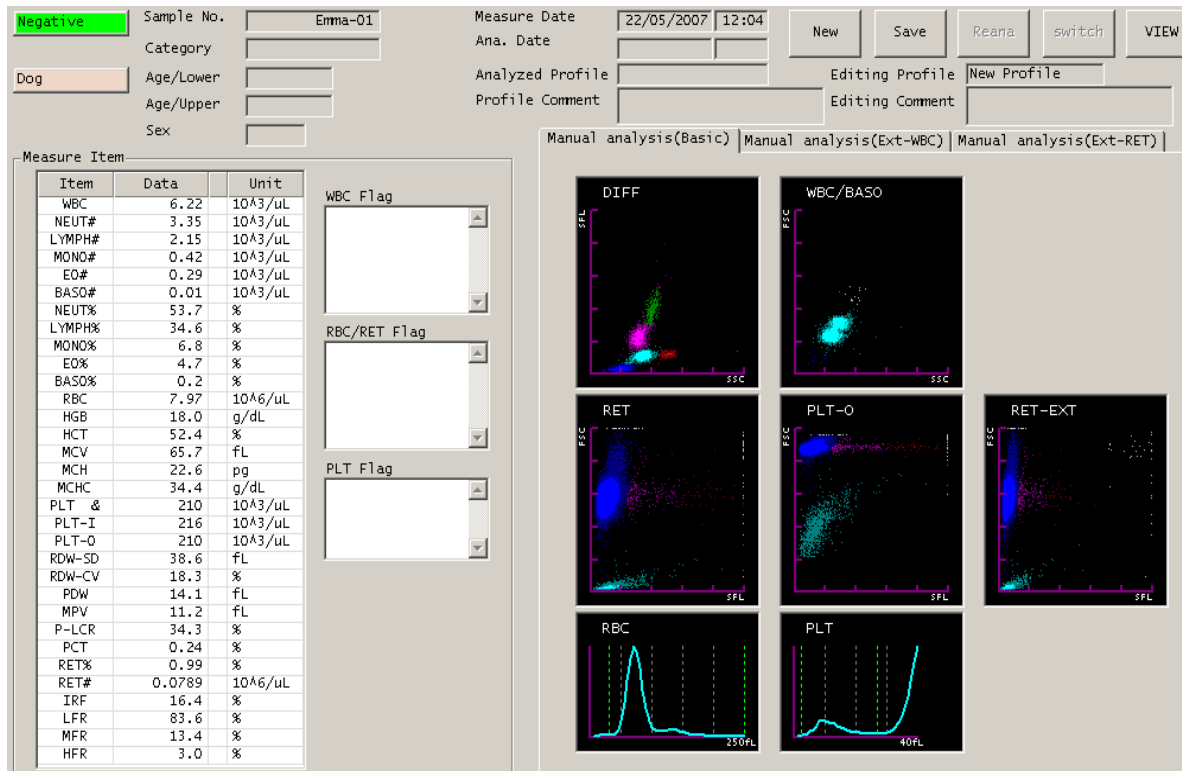 Negative
Sample No.
Emma-01
Measure Date
22/05/2007
12:04
New
Save
Reana
switch
VIEW
Category
Ana. Date
Dog
Age/Lower
Analyzed Profile
Editing Profile
New Profile
Age/Upper
Profile Comment
Editing Comment
Sex
Manual analysis(Basic)
Manual analysis(Ext-WBC)
Manual analysis(Ext-RET)
Measure Item
Item Data Unit
WBC 6.22 10^3/uL
NEUT# 3.35 10^3/uL
LYMPH# 2.15 10^3/uL
MONO# 0.42 10^3/uL
EO# 0.29 10^3/uL
BASO# 0.01 10^3/uL
NEUT% 53.7 %
LYMPH% 34.6 %
MONO% 6.8 %
EO% 4.7 %
BASO% 0.2 %
RBC 7.97 10^6/uL
HGB 18.0 g/dL
HCT 52.4 %
MCV 65.7 fL
MCH 22.6 pg
MCHC 34.4 g/dL
PLT & 210 10^3/uL
PLT-I 216 10^3/uL
PLT-O 210 10^3/uL
RDW-SD 38.6 fL
RDW-CV 18.3 %
PDW 14.1 fL
MPV 11.2 fL
P-LCR 34.3 %
PCT 0.24 %
RET% 0.99 %
RET# 0.0789 10^6/uL
IRF 16.4 %
LFR 83.6 %
MFR 13.4 %
HFR 3.0 %
WBC Flag
RBC/RET Flag
PLT Flag
DIFF
SFL
SSC
WBC/BASO
FSC
SSC
RET
FSC
SFL
PLT-O
FSC
SFL
RET-EXT
FSC
SFL
RBC
250fL
PLT
40fL